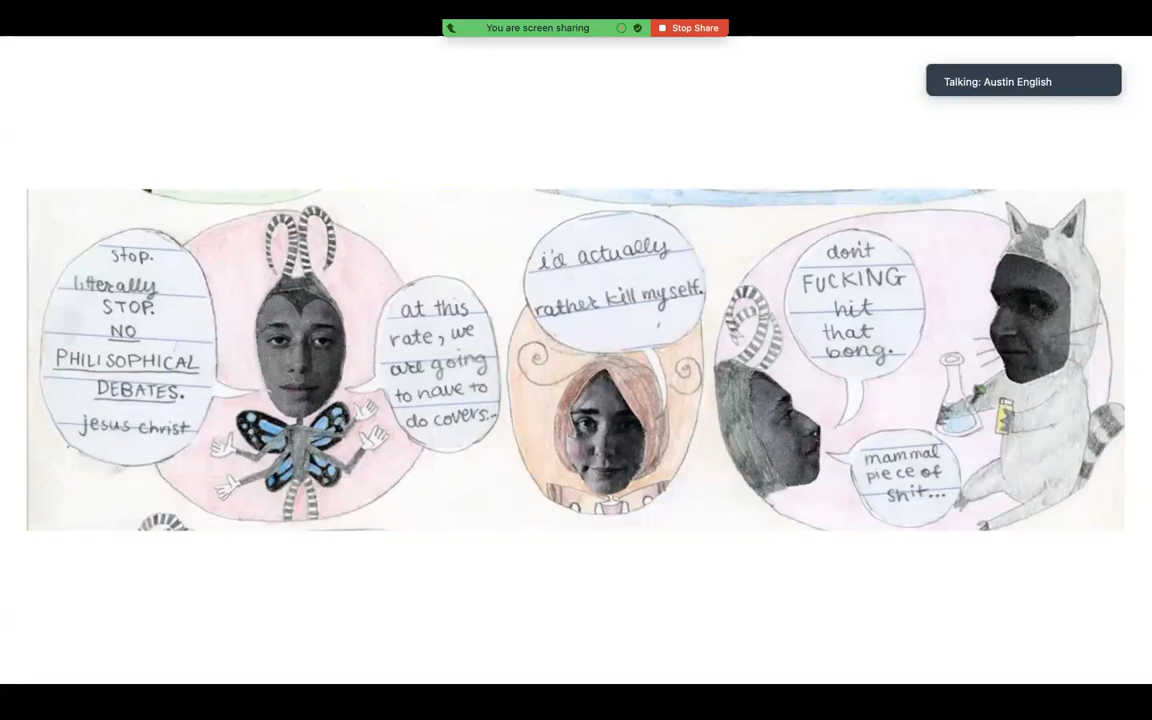 You are screen sharing
Stop Share
Talking: Austin English
stop.
litterally
STOP.
NO
PHILISOPHICAL
DEBATES.
jesus christ
at this
rate, we
are going
to have to
do covers...
i'd actually
rather kill myself.
don't
FUCKING
hit
that
bong.
mammal
piece of
shit...